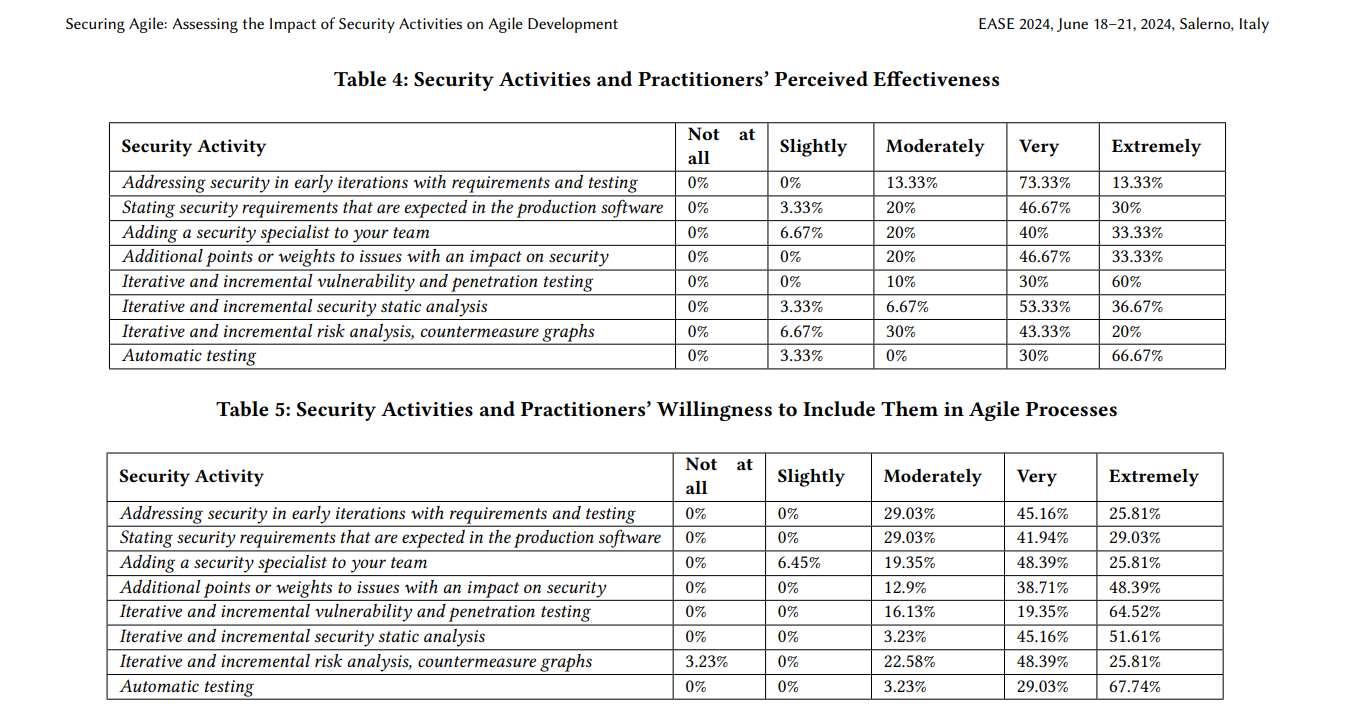 Securing Agile: Assessing the Impact of Security Activities on Agile Development EASE 2024, June 18–21, 2024, Salerno, Italy
Table 4: Security Activities and Practitioners’ Perceived Effectiveness
Security Activity Not at all Slightly Moderately Very Extremely
Addressing security in early iterations with requirements and testing 0% 0% 13.33% 73.33% 13.33%
Stating security requirements that are expected in the production software 0% 3.33% 20% 46.67% 30%
Adding a security specialist to your team 0% 6.67% 20% 40% 33.33%
Additional points or weights to issues with an impact on security 0% 0% 20% 46.67% 33.33%
Iterative and incremental vulnerability and penetration testing 0% 0% 10% 30% 60%
Iterative and incremental security static analysis 0% 3.33% 6.67% 53.33% 36.67%
Iterative and incremental risk analysis, countermeasure graphs 0% 6.67% 30% 43.33% 20%
Automatic testing 0% 3.33% 0% 30% 66.67%
Table 5: Security Activities and Practitioners’ Willingness to Include Them in Agile Processes
Security Activity Not at all Slightly Moderately Very Extremely
Addressing security in early iterations with requirements and testing 0% 0% 29.03% 45.16% 25.81%
Stating security requirements that are expected in the production software 0% 0% 29.03% 41.94% 29.03%
Adding a security specialist to your team 0% 6.45% 19.35% 48.39% 25.81%
Additional points or weights to issues with an impact on security 0% 0% 12.9% 38.71% 48.39%
Iterative and incremental vulnerability and penetration testing 0% 0% 16.13% 19.35% 64.52%
Iterative and incremental security static analysis 0% 0% 3.23% 45.16% 51.61%
Iterative and incremental risk analysis, countermeasure graphs 3.23% 0% 22.58% 48.39% 25.81%
Automatic testing 0% 0% 3.23% 29.03% 67.74%